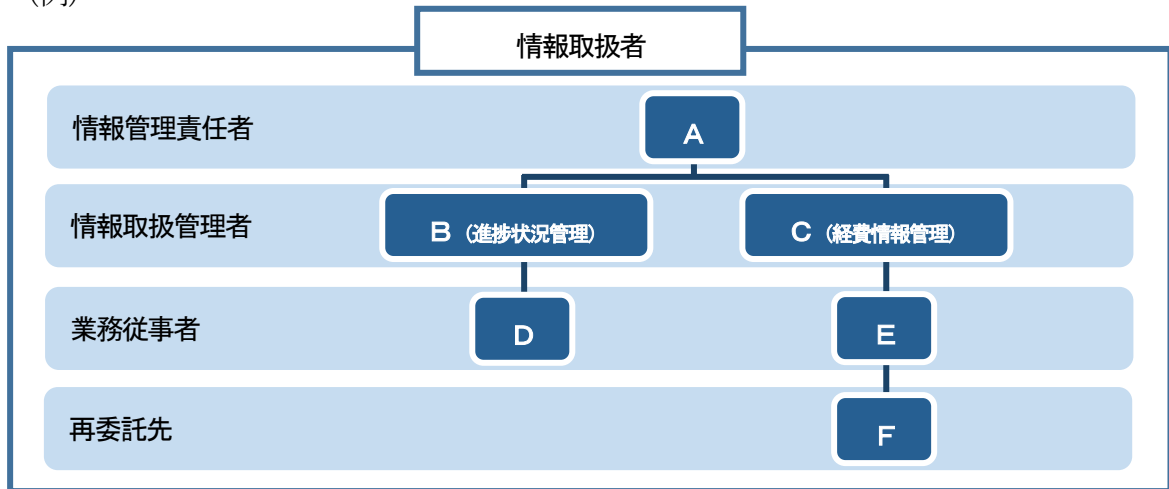 （例）
情報取扱者
情報管理責任者
A
情報取扱管理者
B（進捗状況管理）
C（経費情報管理）
業務従事者
D
E
再委託先
F